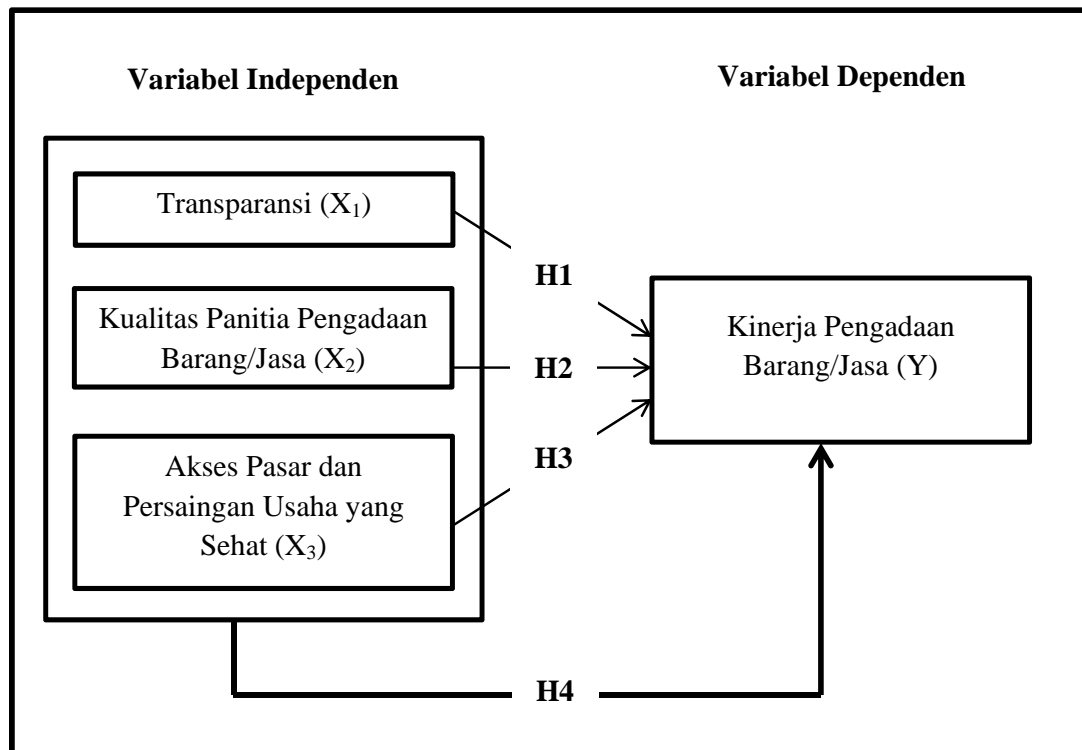 Variabel Independen
Variabel Dependen
Transparansi (X₁)
H1
Kualitas Panitia Pengadaan
Barang/Jasa (X₂)
H2
Kinerja Pengadaan
Barang/Jasa (Y)
H3
Akses Pasar dan
Persaingan Usaha yang
Sehat (X₃)
H4